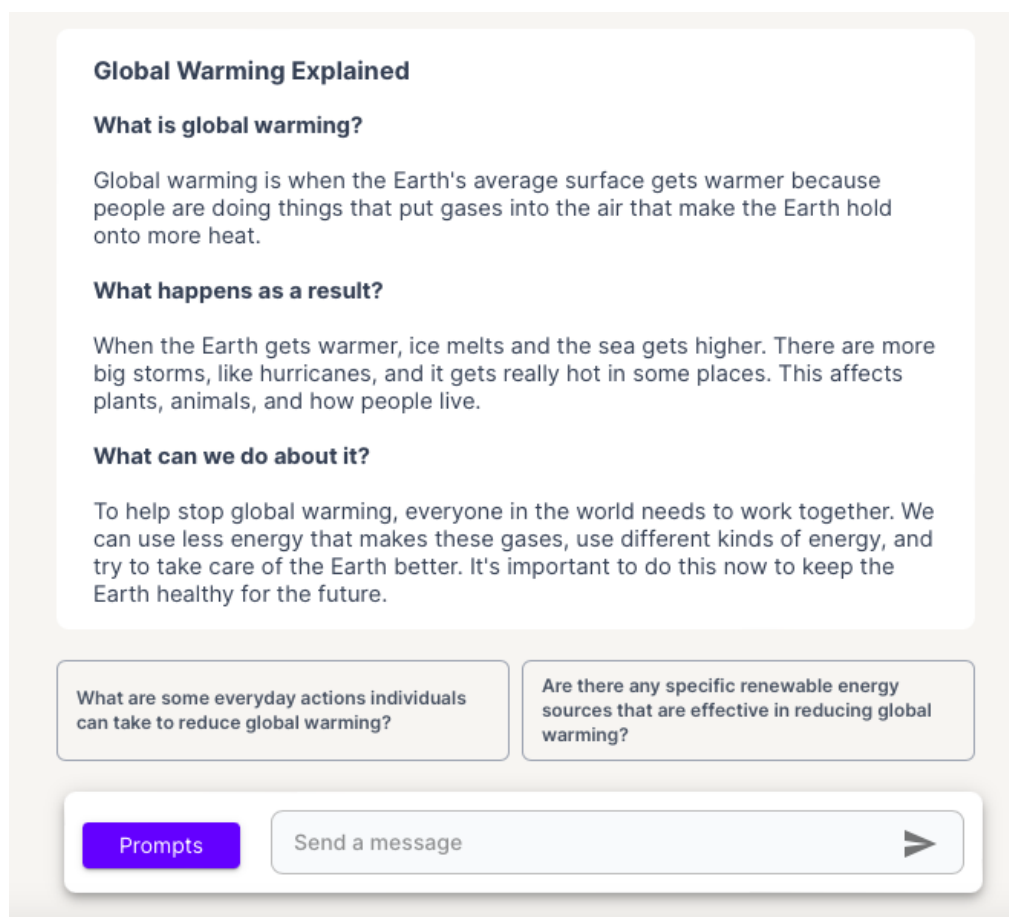 Global Warming Explained
What is global warming?
Global warming is when the Earth's average surface gets warmer because
people are doing things that put gases into the air that make the Earth hold
onto more heat.
What happens as a result?
When the Earth gets warmer, ice melts and the sea gets higher. There are more
big storms, like hurricanes, and it gets really hot in some places. This affects
plants, animals, and how people live.
What can we do about it?
To help stop global warming, everyone in the world needs to work together. We
can use less energy that makes these gases, use different kinds of energy, and
try to take care of the Earth better. It's important to do this now to keep the
Earth healthy for the future.
What are some everyday actions individuals
can take to reduce global warming?
Are there any specific renewable energy
sources that are effective in reducing global
warming?
Prompts
Send a message